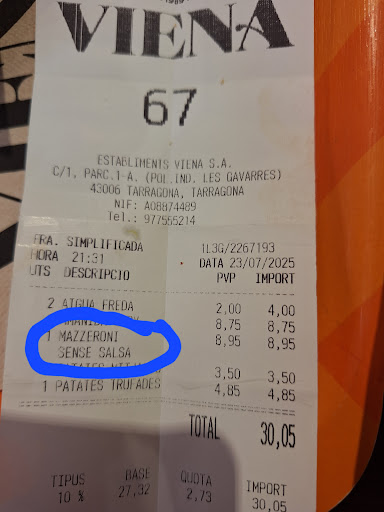 VIENA
67
ESTABLIMENTS VIENA S.A.
C/1, PARC.1-A. (POL.IND. LES GAVARRES)
43006 TARRAGONA, TARRAGONA
NIF: A08874489
Tel.: 977555214
FRA. SIMPLIFICADA 1L3G/2267193
HORA 21:31 DATA 23/07/2025
UTS DESCRIPCIO PVP IMPORT
2 AIGUA FREDA 2,00 4,00
8,75 8,75
1 MAZZERONI 8,95 8,95
SENSE SALSA
3,50 3,50
1 PATATES TRUFADES 4,85 4,85
TOTAL 30,05
TIPUS BASE QUOTA IMPORT
10 % 27,32 2,73 30,05